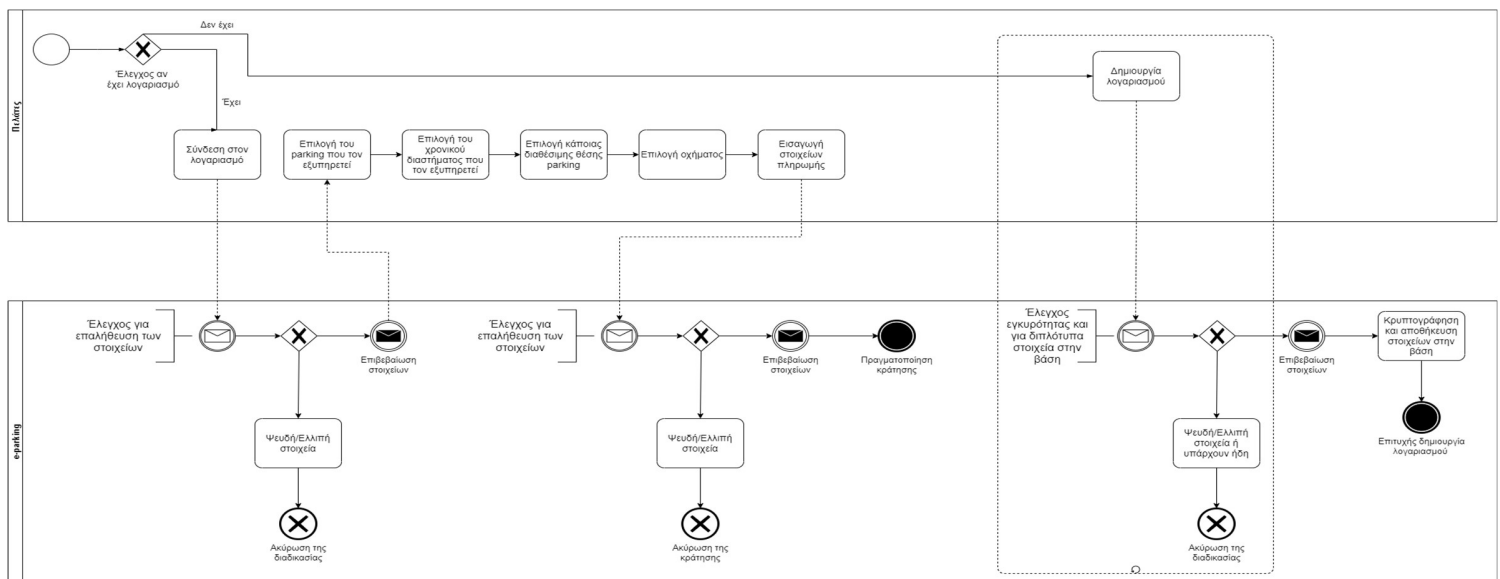 Πελάτες
Δεν έχει
Έλεγχος αν
έχει λογαριασμό
Έχει
Δημιουργία
λογαριασμού
Σύνδεση στον
λογαριασμό
Επιλογή του
parking που τον
εξυπηρετεί
Επιλογή του
χρονικού
διαστήματος που
τον εξυπηρετεί
Επιλογή κάποιας
διαθέσιμης θέσης
parking
Επιλογή οχήματος
Εισαγωγή
στοιχείων
πληρωμής
e-parking
Έλεγχος για
επαλήθευση των
στοιχείων
Επιβεβαίωση
στοιχείων
Ψευδή/Ελλιπή
στοιχεία
Ακύρωση της
διαδικασίας
Έλεγχος για
επαλήθευση των
στοιχείων
Επιβεβαίωση
στοιχείων
Πραγματοποίηση
κράτησης
Ψευδή/Ελλιπή
στοιχεία
Ακύρωση της
κράτησης
Έλεγχος
εγκυρότητας και
για διπλότυπα
στοιχεία στην
βάση
Επιβεβαίωση
στοιχείων
Κρυπτογράφηση
και αποθήκευση
στοιχείων στην
βάση
Επιτυχής δημιουργία
λογαριασμού
Ψευδή/Ελλιπή
στοιχεία ή
υπάρχουν ήδη
Ακύρωση της
διαδικασίας